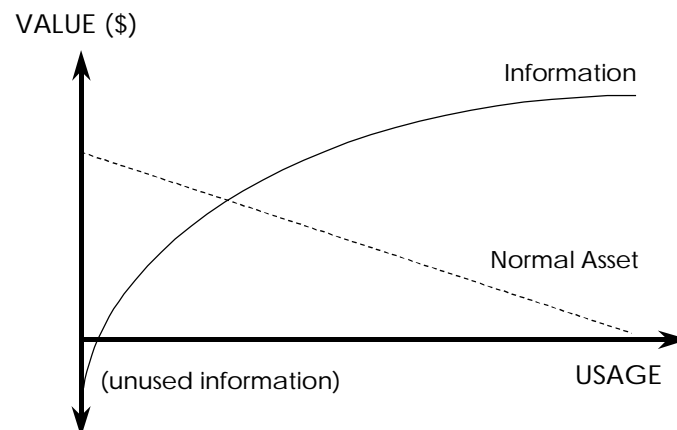 VALUE ($)
Information
Normal Asset
(unused information)
USAGE